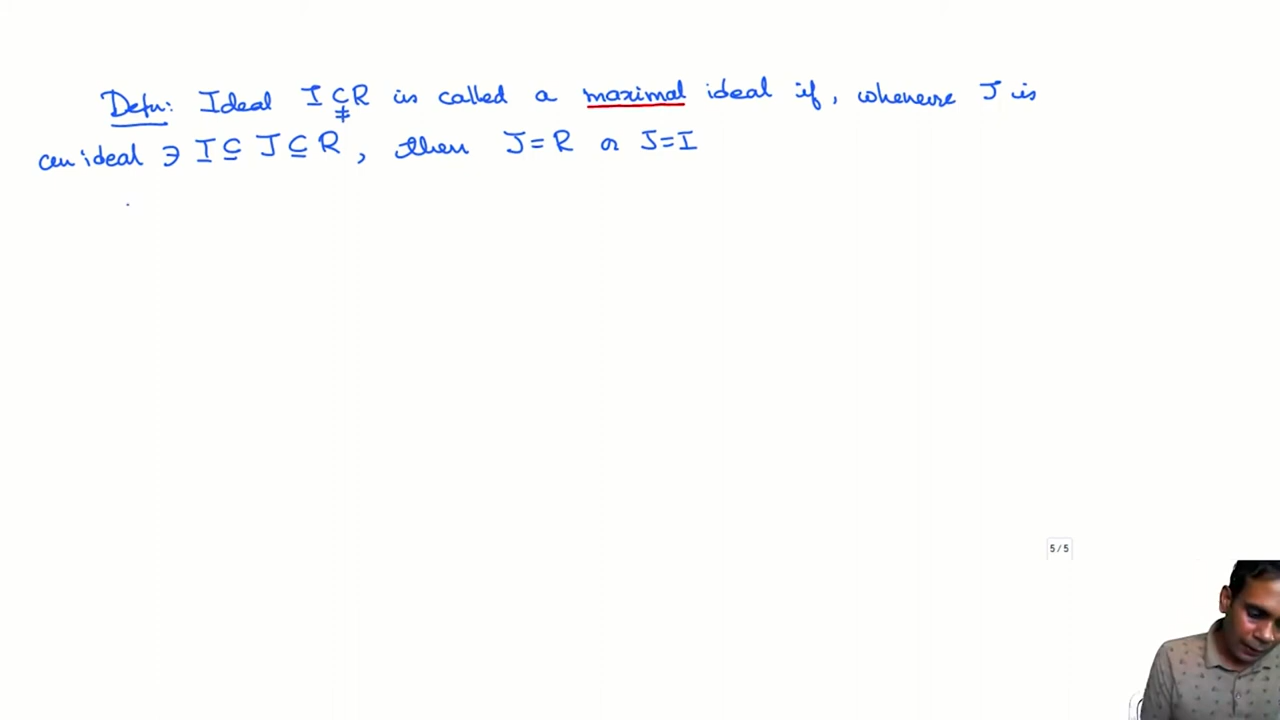 Defn: Ideal I ⊊ R is called a maximal ideal if, whenever J is
an ideal ∋ I ⊆ J ⊆ R, then J=R or J=I
5/5